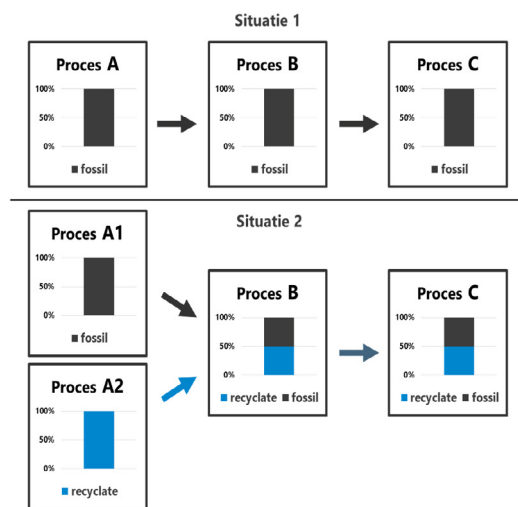 Situatie 1
Proces A
100%
50%
0%
fossil
Proces B
100%
50%
0%
fossil
Proces C
100%
50%
0%
fossil
Situatie 2
Proces A1
100%
50%
0%
fossil
Proces A2
100%
50%
0%
recyclate
Proces B
100%
50%
0%
recyclate fossil
Proces C
100%
50%
0%
recyclate fossil